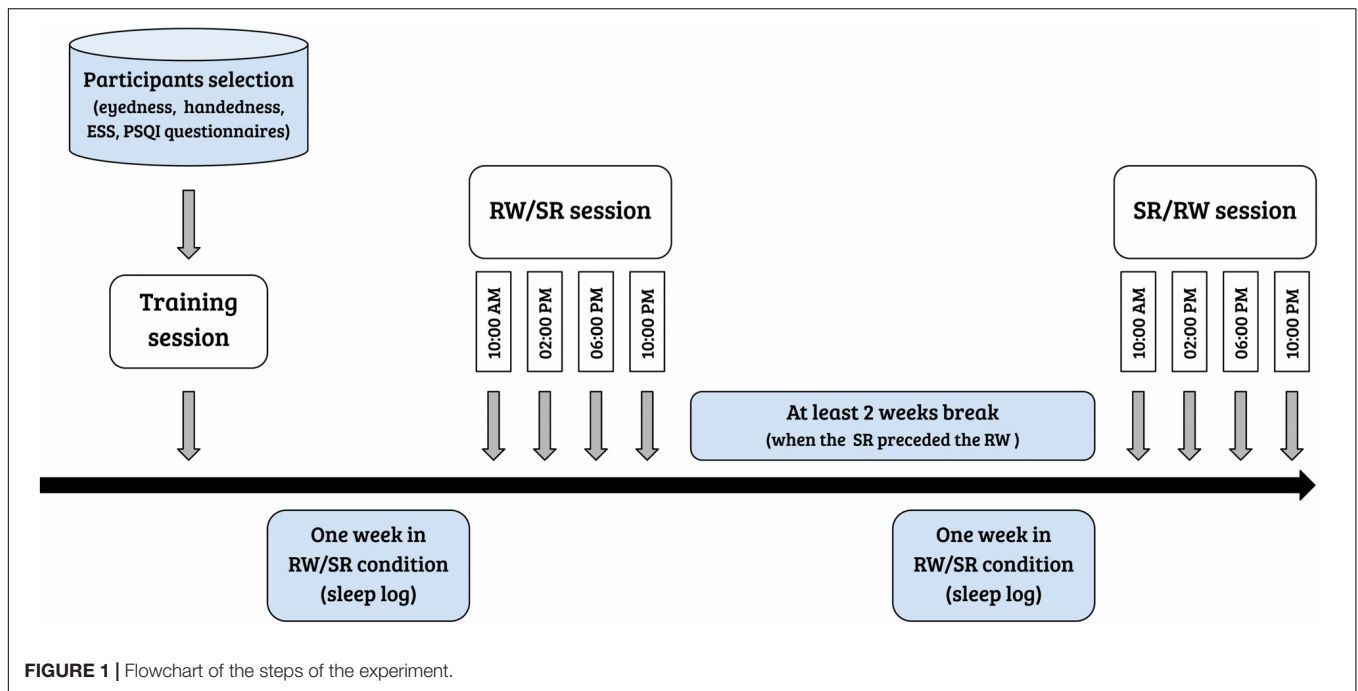 Participants selection
(eyedness, handedness,
ESS, PSQI questionnaires)
Training
session
RW/SR session
10:00 AM
02:00 PM
06:00 PM
10:00 PM
At least 2 weeks break
(when the SR preceded the RW )
SR/RW session
10:00 AM
02:00 PM
06:00 PM
10:00 PM
One week in
RW/SR condition
(sleep log)
One week in
RW/SR condition
(sleep log)
FIGURE 1 | Flowchart of the steps of the experiment.